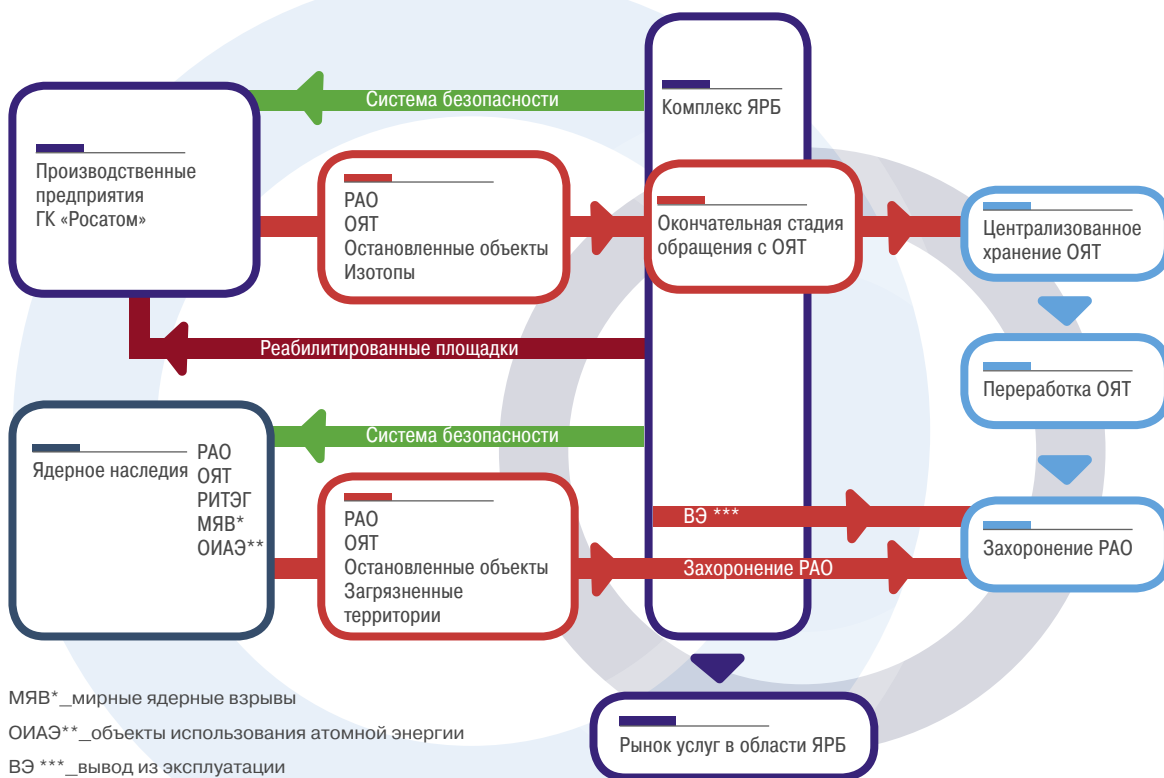 Система безопасности
Комплекс ЯРБ
Производственные
предприятия
ГК «Росатом»
РАО
ОЯТ
Остановленные объекты
Изотопы
Окончательная стадия
обращения с ОЯТ
Централизованное
хранение ОЯТ
Реабилитированные площадки
Переработка ОЯТ
Система безопасности
Ядерное наследия
РАО
ОЯТ
РИТЭГ
МЯВ*
ОИАЭ**
РАО
ОЯТ
Остановленные объекты
Загрязненные
территории
ВЭ ***
Захоронение РАО
Захоронение РАО
Рынок услуг в области ЯРБ
МЯВ*_мирные ядерные взрывы
ОИАЭ**_объекты использования атомной энергии
ВЭ ***_вывод из эксплуатации